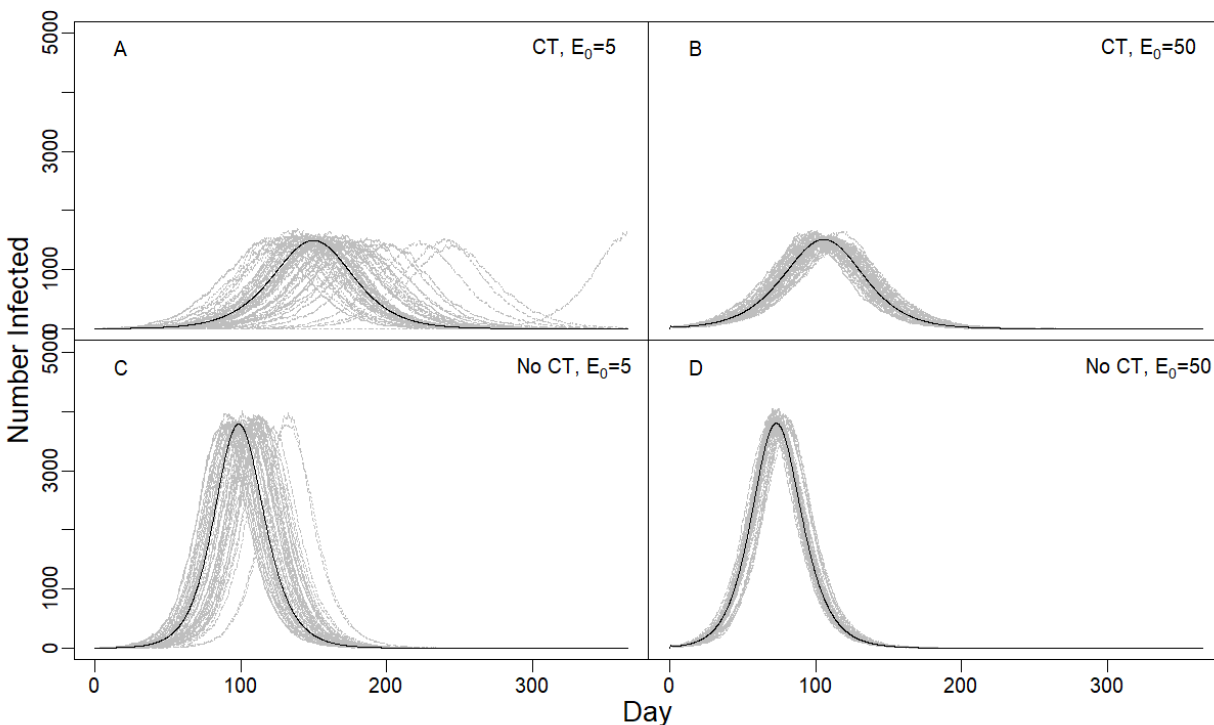 A
CT, E₀=5
B
CT, E₀=50
5000
3000
1000
0
C
No CT, E₀=5
D
No CT, E₀=50
5000
3000
1000
0
Number Infected
0
100
200
300
0
100
200
300
Day